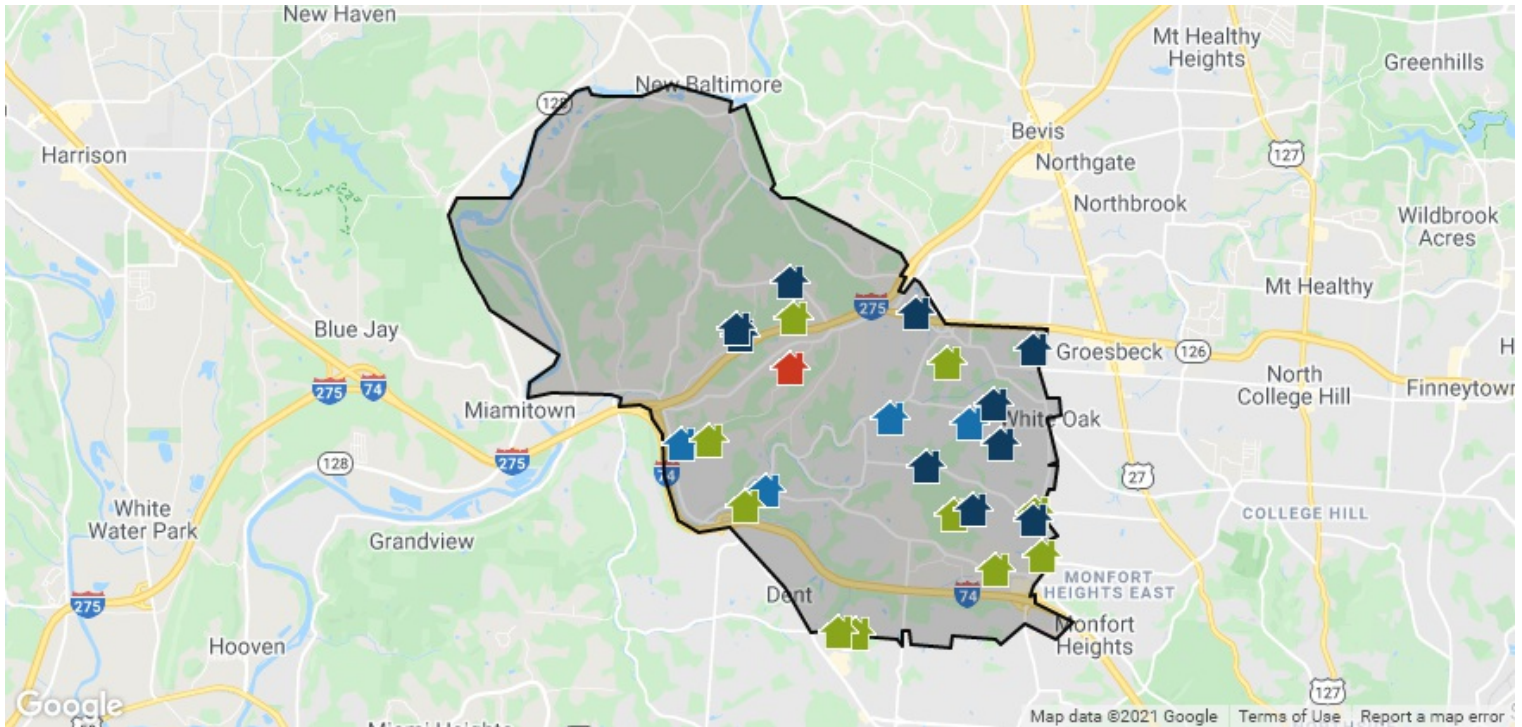 New Haven
Mt Healthy
Heights
Greenhills
New Baltimore
128
Bevis
Harrison
Northgate
127
Northbrook
Wildbrook
Acres
Mt Healthy
275
Blue Jay
Groesbeck
126
275
74
North
College Hill
Finneytown
Miamitown
White Oak
128
275
74
27
White
Water Park
COLLEGE HILL
Grandview
MONFORT
HEIGHTS EAST
Dent
74
275
Monfort
Heights
Hooven
127
Google
Miami Heights
Map data ©2021 Google
Terms of Use
Report a map error